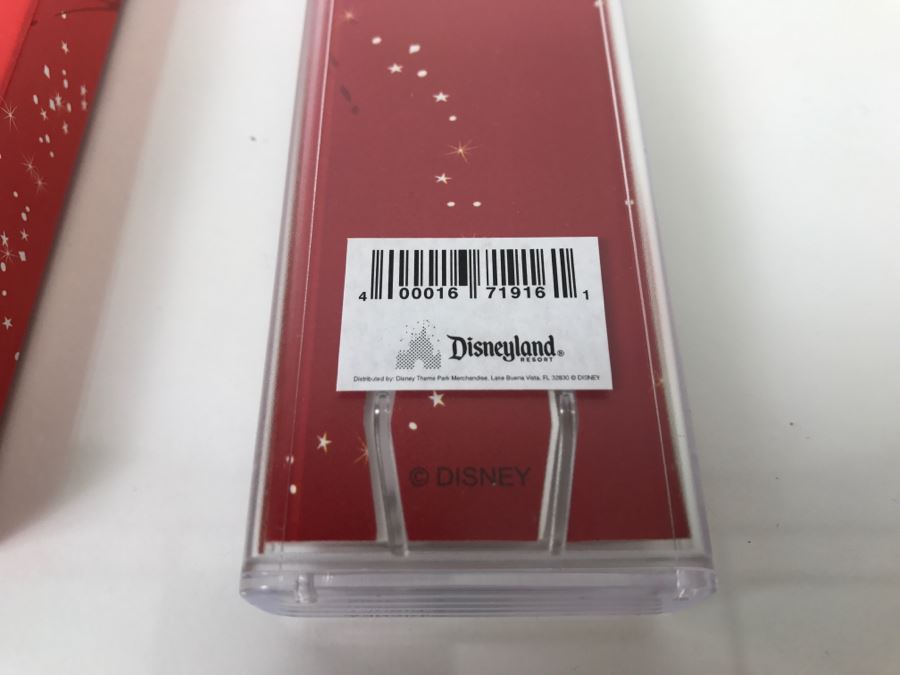 4 00016 71916 1
Disneyland®
RESORT
Distributed by: Disney Theme Park Merchandise, Lake Buena Vista, FL 32830 © DISNEY
© DISNEY